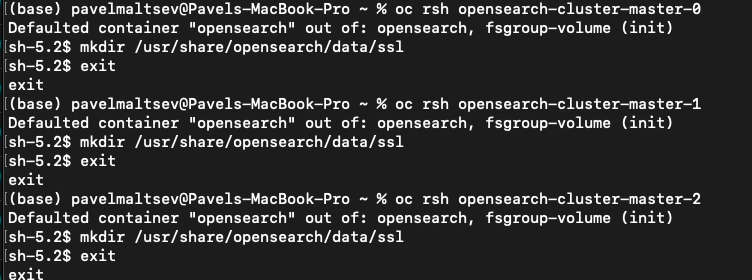 [(base) pavelmaltsev@Pavels-MacBook-Pro ~ % oc rsh opensearch-cluster-master-0
Defaulted container "opensearch" out of: opensearch, fsgroup-volume (init)
[sh-5.2$ mkdir /usr/share/opensearch/data/ssl
[sh-5.2$ exit
exit
[(base) pavelmaltsev@Pavels-MacBook-Pro ~ % oc rsh opensearch-cluster-master-1
Defaulted container "opensearch" out of: opensearch, fsgroup-volume (init)
[sh-5.2$ mkdir /usr/share/opensearch/data/ssl
[sh-5.2$ exit
exit
[(base) pavelmaltsev@Pavels-MacBook-Pro ~ % oc rsh opensearch-cluster-master-2
Defaulted container "opensearch" out of: opensearch, fsgroup-volume (init)
[sh-5.2$ mkdir /usr/share/opensearch/data/ssl
[sh-5.2$ exit
exit